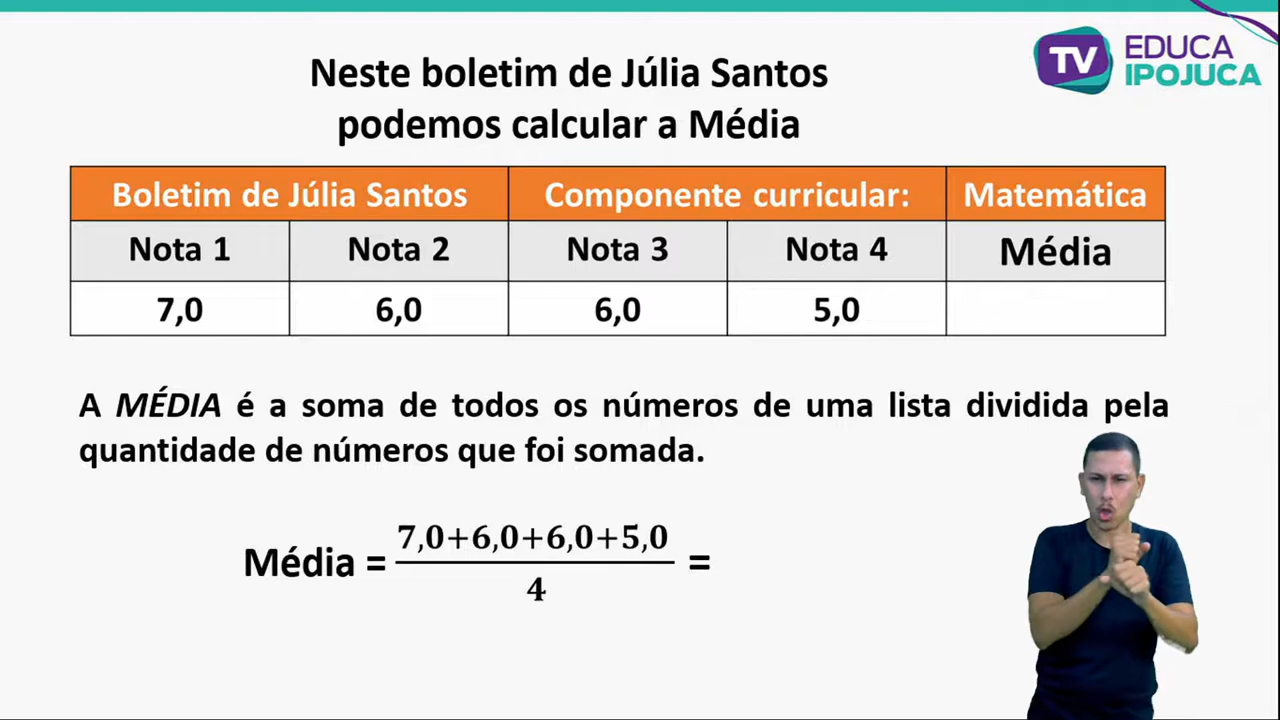 TV EDUCA
IPOJUCA
Neste boletim de Júlia Santos
podemos calcular a Média
Boletim de Júlia Santos Componente curricular: Matemática
Nota 1 Nota 2 Nota 3 Nota 4 Média
7,0 6,0 6,0 5,0
A MÉDIA é a soma de todos os números de uma lista dividida pela
quantidade de números que foi somada.
Média = 7,0+6,0+6,0+5,0 =
4